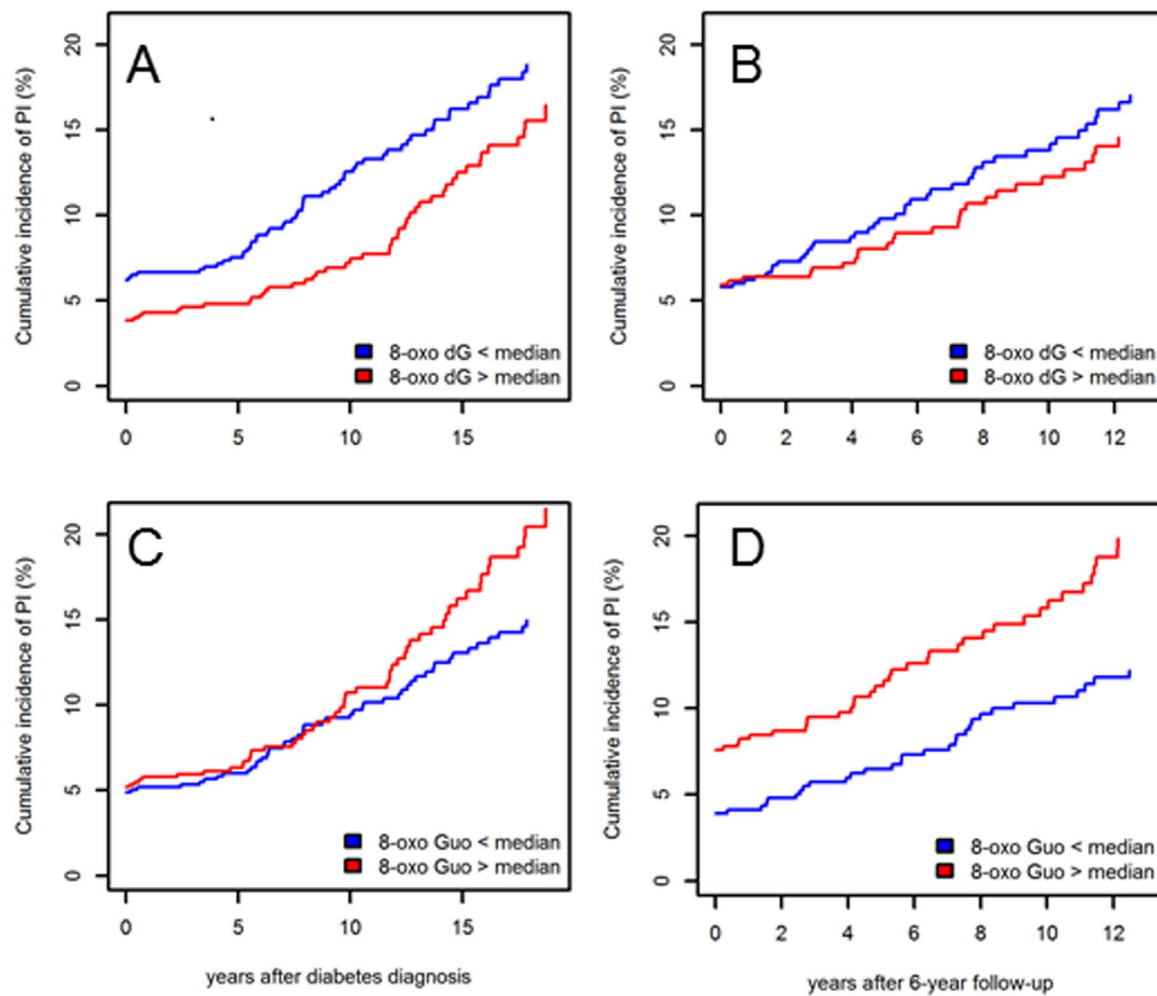 A
Cumulative incidence of PI (%)
20
15
10
5
0
8-oxo dG < median
8-oxo dG > median
0 5 10 15
B
Cumulative incidence of PI (%)
20
15
10
5
0
8-oxo dG < median
8-oxo dG > median
0 2 4 6 8 10 12
C
Cumulative incidence of PI (%)
20
15
10
5
0
8-oxo Guo < median
8-oxo Guo > median
0 5 10 15
years after diabetes diagnosis
D
Cumulative incidence of PI (%)
20
15
10
5
0
8-oxo Guo < median
8-oxo Guo > median
0 2 4 6 8 10 12
years after 6-year follow-up